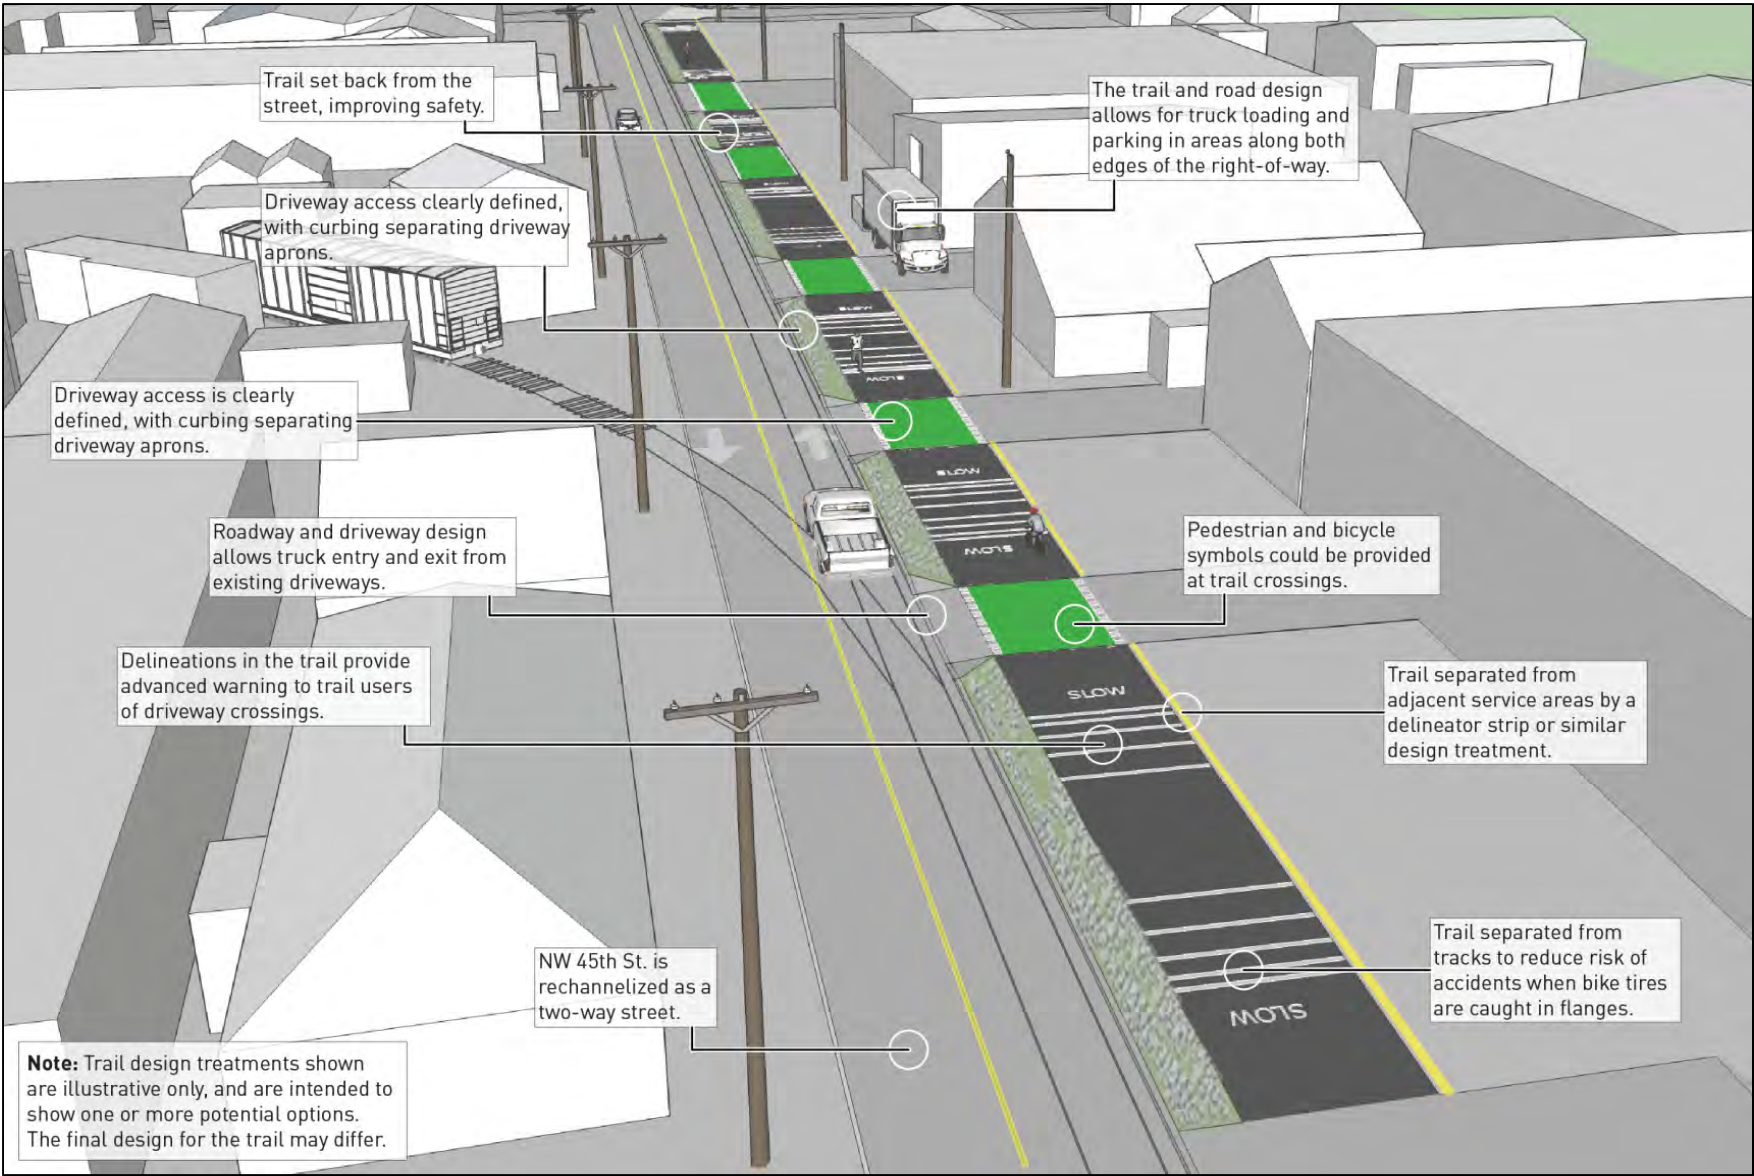 Trail set back from the
street, improving safety.
The trail and road design
allows for truck loading and
parking in areas along both
edges of the right-of-way.
Driveway access clearly defined,
with curbing separating driveway
aprons.
Driveway access is clearly
defined, with curbing separating
driveway aprons.
Roadway and driveway design
allows truck entry and exit from
existing driveways.
Pedestrian and bicycle
symbols could be provided
at trail crossings.
Delineations in the trail provide
advanced warning to trail users
of driveway crossings.
Trail separated from
adjacent service areas by a
delineator strip or similar
design treatment.
Trail separated from
tracks to reduce risk of
accidents when bike tires
are caught in flanges.
NW 45th St. is
rechannelized as a
two-way street.
Note: Trail design treatments shown
are illustrative only, and are intended to
show one or more potential options.
The final design for the trail may differ.
SLOW
SLOW
SLOW
SLOW
SLOW
SLOW